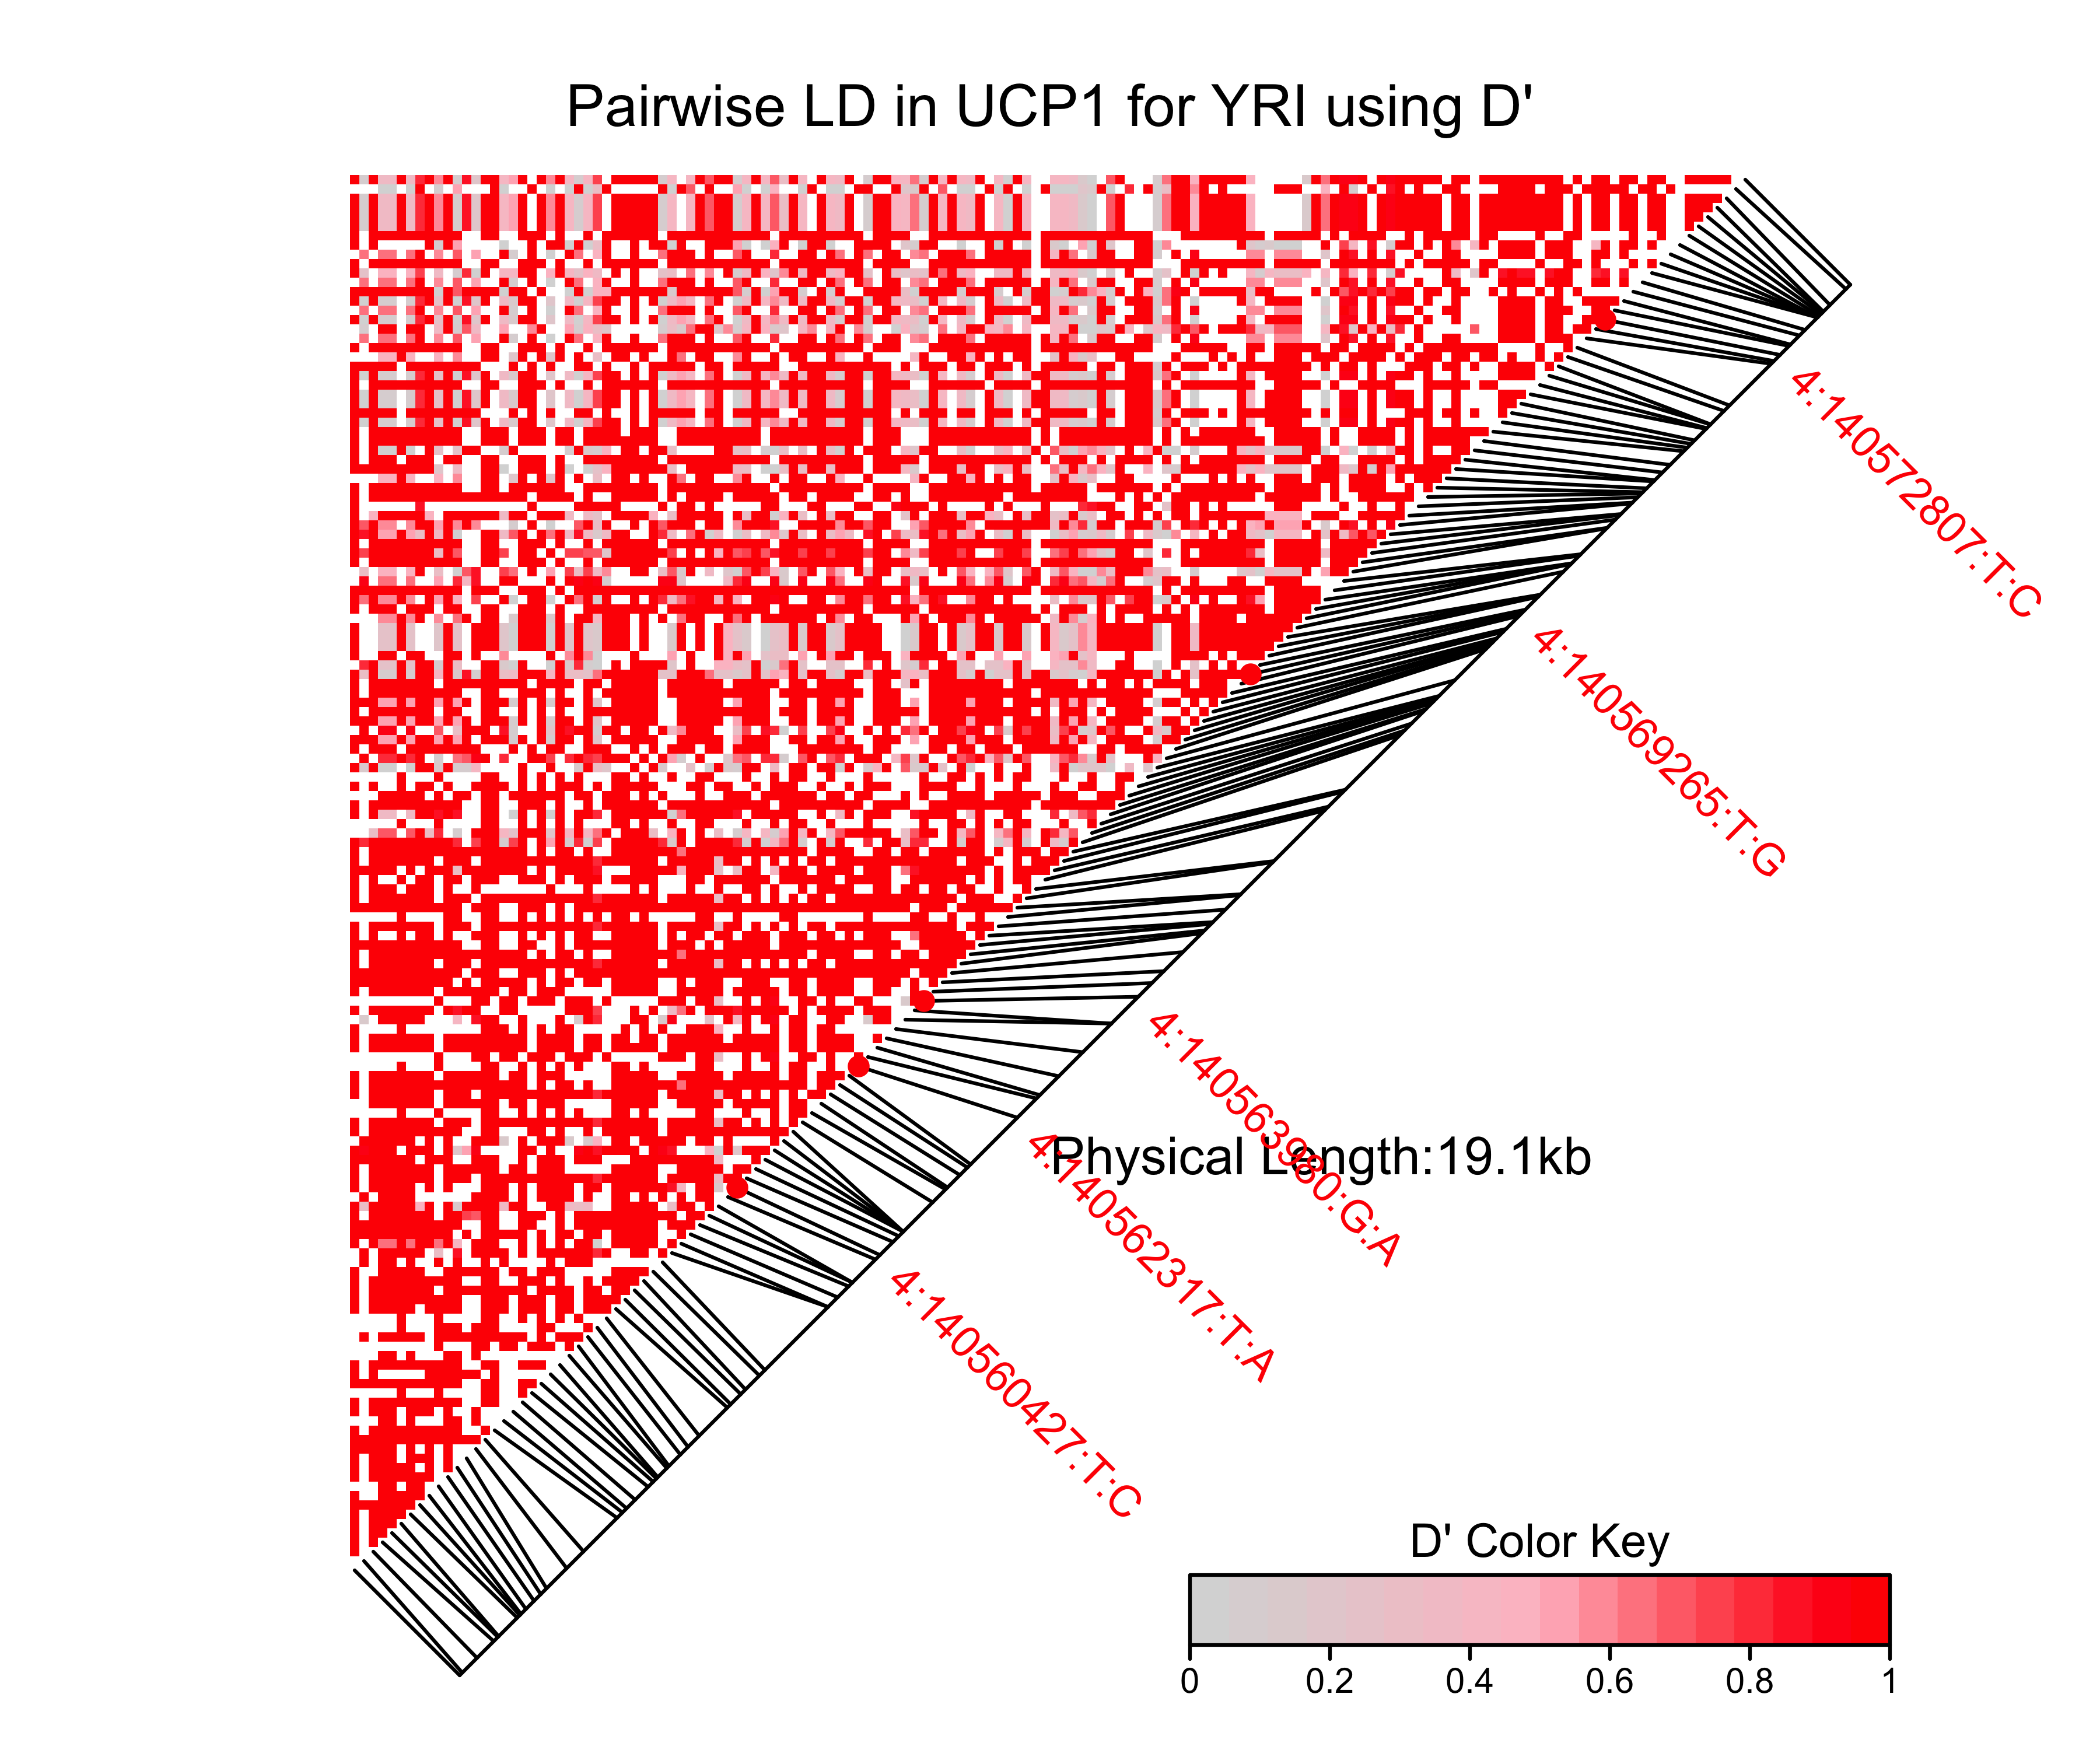 Pairwise LD in UCP1 for YRI using D'
4:140572807:T:C
4:140569265:T:G
4:140563980:G:A
Physical Length:19.1kb
4:140562317:T:A
4:140560427:T:C
D' Color Key
0 0.2 0.4 0.6 0.8 1